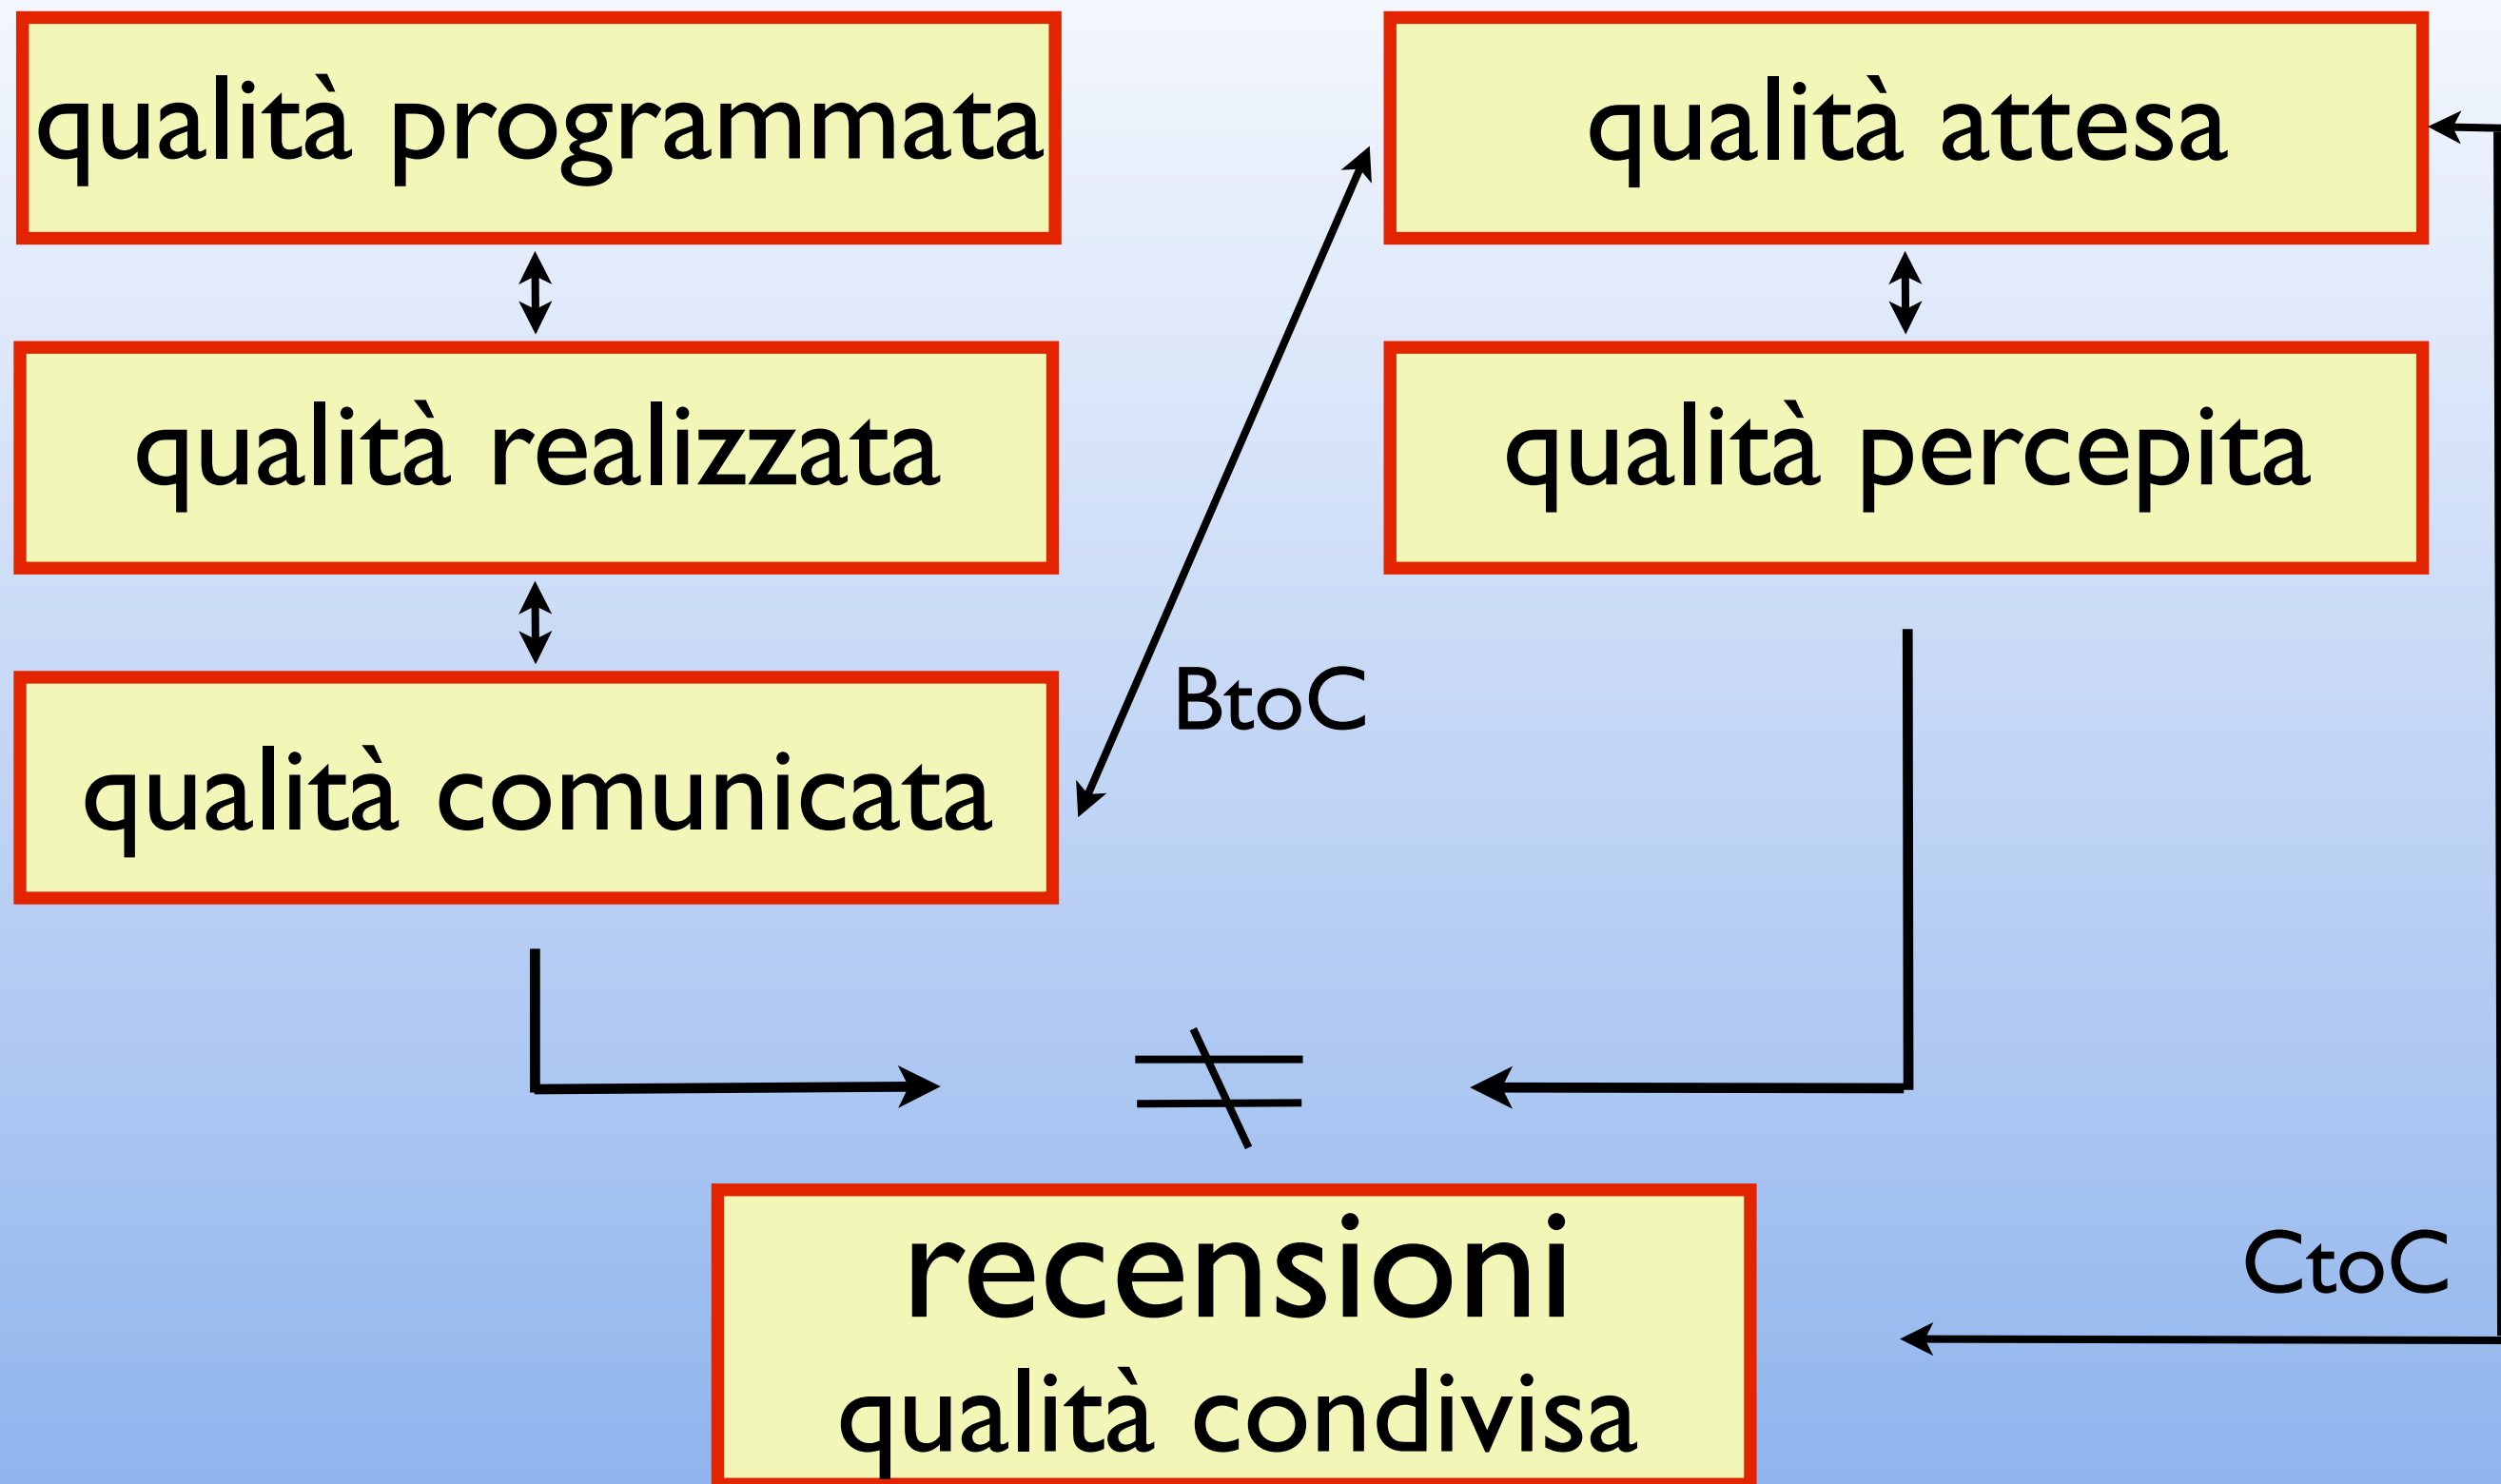 qualità programmata
qualità attesa
qualità realizzata
qualità percepita
BtoC
qualità comunicata
≠
CtoC
recensioni
qualità condivisa